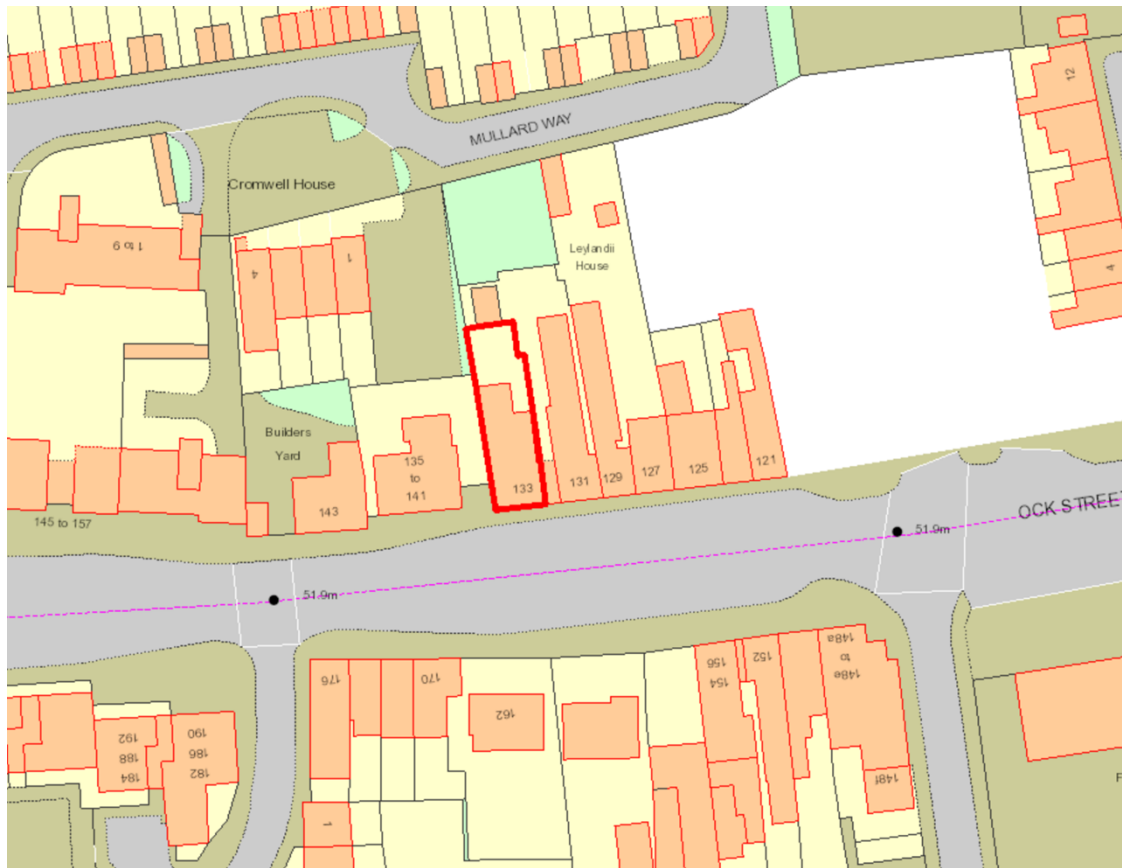 12
MULLARD WAY
Cromwell House
1 to 9
Leylandii
House
4
1
4
135
to
141
Builders
Yard
143
133
131
129
127
125
121
145 to 157
OCK STREET
51.9m
51.9m
176
170
162
156
154
152
148a
to
148e
148f
192
188
184
190
186
182
1
F